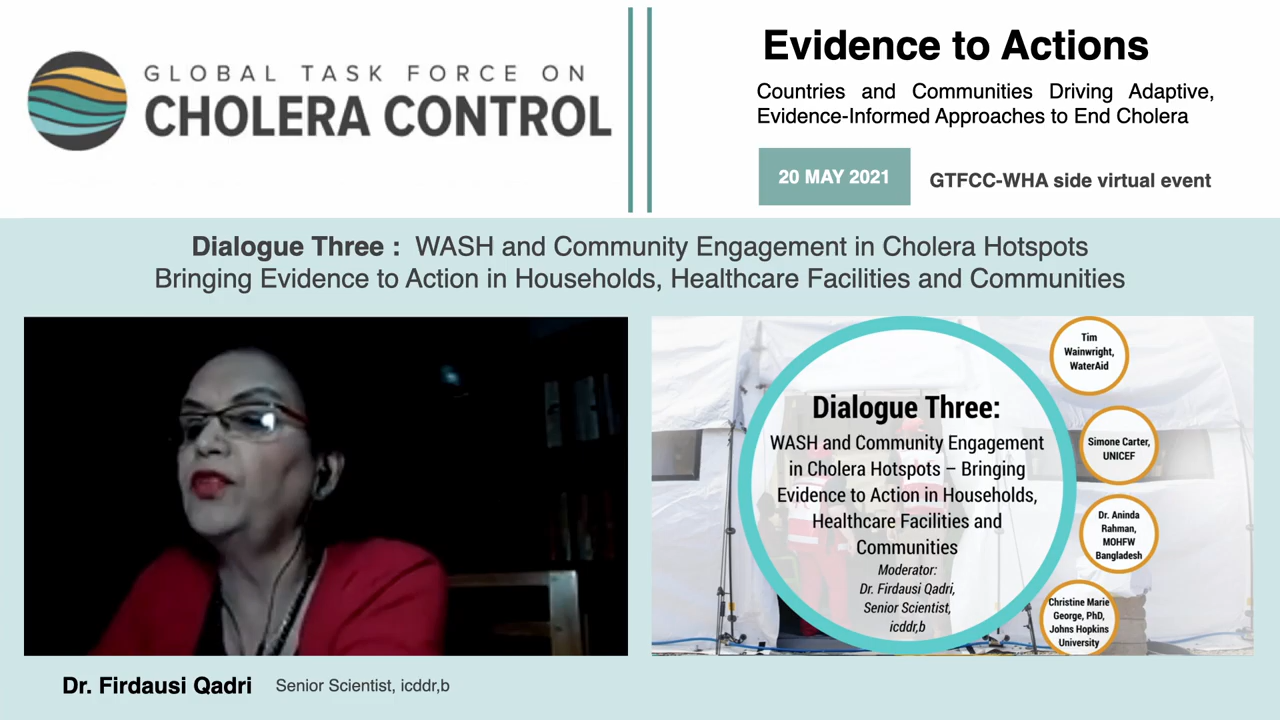 GLOBAL TASK FORCE ON
CHOLERA CONTROL
Evidence to Actions
Countries and Communities Driving Adaptive,
Evidence-Informed Approaches to End Cholera
20 MAY 2021
GTFCC-WHA side virtual event
Dialogue Three : WASH and Community Engagement in Cholera Hotspots
Bringing Evidence to Action in Households, Healthcare Facilities and Communities
Dialogue Three:
WASH and Community Engagement
in Cholera Hotspots – Bringing
Evidence to Action in Households,
Healthcare Facilities and
Communities
Moderator:
Dr. Firdausi Qadri,
Senior Scientist,
icddr,b
Tim
Wainwright,
WaterAid
Simone Carter,
UNICEF
Dr. Aninda
Rahman,
MOHFW
Bangladesh
Christine Marie
George, PhD,
Johns Hopkins
University
Dr. Firdausi Qadri
Senior Scientist, icddr,b